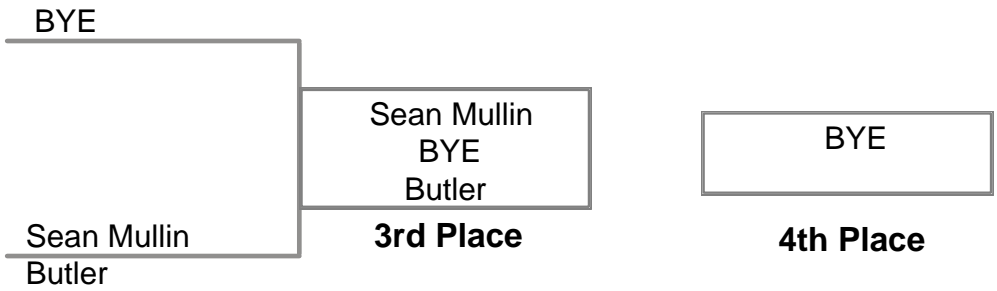 BYE
Sean Mullin
Butler
Sean Mullin
BYE
Butler
3rd Place
BYE
4th Place